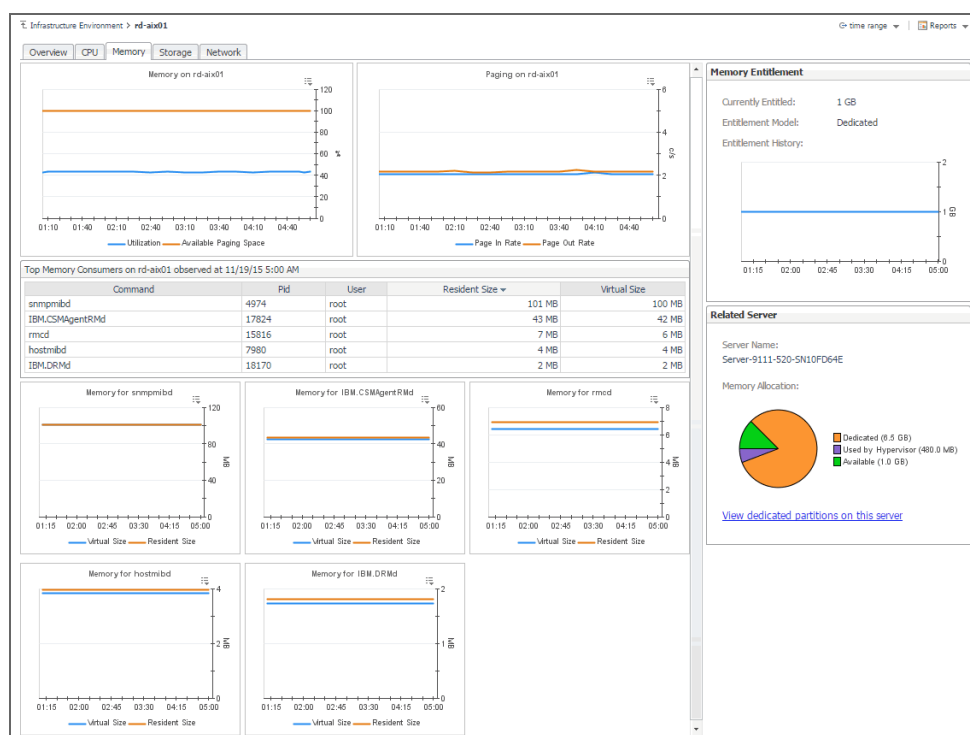 Infrastructure Environment > rd-aix01
time range
Reports
Overview CPU Memory Storage Network
Memory on rd-aix01
120
100
80
60
40
20
0
%
01:10 01:40 02:10 02:40 03:10 03:40 04:10 04:40
Utilization Available Paging Space
Paging on rd-aix01
6
4
2
0
c/s
01:10 01:40 02:10 02:40 03:10 03:40 04:10 04:40
Page In Rate Page Out Rate
Top Memory Consumers on rd-aix01 observed at 11/19/15 5:00 AM
Command Pid User Resident Size Virtual Size
snmpmibd 4974 root 101 MB 100 MB
IBM.CSMAgentRMd 17824 root 43 MB 42 MB
rmcd 15816 root 7 MB 6 MB
hostmibd 7980 root 4 MB 4 MB
IBM.DRMd 18170 root 2 MB 2 MB
Memory for snmpmibd
120
80
40
0
MB
01:15 02:00 02:45 03:30 04:15 05:00
Virtual Size Resident Size
Memory for IBM.CSMAgentRMd
60
40
20
0
MB
01:15 02:00 02:45 03:30 04:15 05:00
Virtual Size Resident Size
Memory for rmcd
8
6
4
2
0
MB
01:15 02:00 02:45 03:30 04:15 05:00
Virtual Size Resident Size
Memory for hostmibd
4
2
0
MB
01:15 02:00 02:45 03:30 04:15 05:00
Virtual Size Resident Size
Memory for IBM.DRMd
2
1
0
MB
01:15 02:00 02:45 03:30 04:15 05:00
Virtual Size Resident Size
Memory Entitlement
Currently Entitled: 1 GB
Entitlement Model: Dedicated
Entitlement History:
2
1
0
GB
01:15 02:00 02:45 03:30 04:15 05:00
Related Server
Server Name:
Server-9111-520-SN10FD64E
Memory Allocation:
Dedicated (6.5 GB)
Used by Hypervisor (480.0 MB)
Available (1.0 GB)
View dedicated partitions on this server